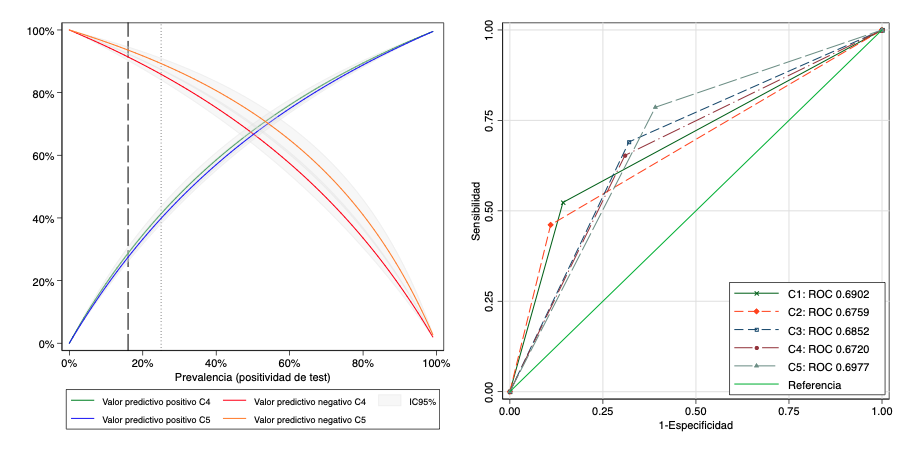 100%
80%
60%
40%
20%
0%
0%
20%
40%
60%
80%
100%
Prevalencia (positividad de test)
Valor predictivo positivo C4
Valor predictivo negativo C4
IC95%
Valor predictivo positivo C5
Valor predictivo negativo C5
Sensibilidad
1.00
0.75
0.50
0.25
0.00
0.00
0.25
0.50
0.75
1.00
1-Especificidad
C1: ROC 0.6902
C2: ROC 0.6759
C3: ROC 0.6852
C4: ROC 0.6720
C5: ROC 0.6977
Referencia